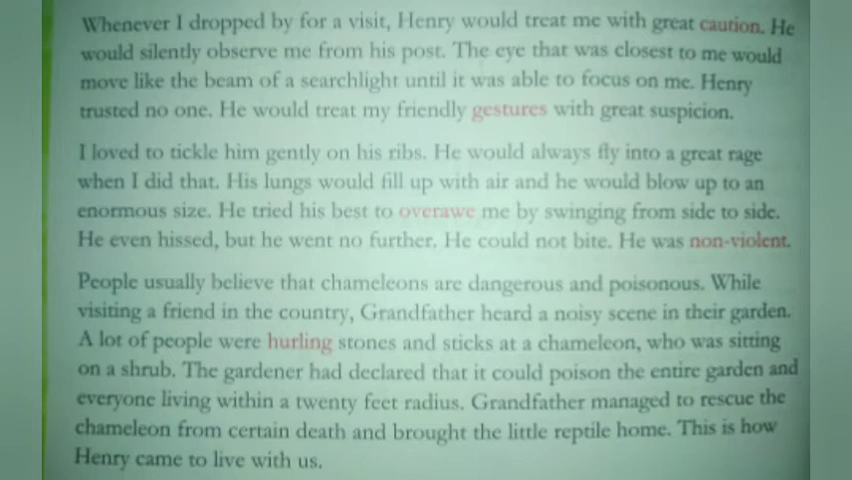 Whenever I dropped by for a visit, Henry would treat me with great caution. He
would silently observe me from his post. The eye that was closest to me would
move like the beam of a searchlight until it was able to focus on me. Henry
trusted no one. He would treat my friendly gestures with great suspicion.
I loved to tickle him gently on his ribs. He would always fly into a great rage
when I did that. His lungs would fill up with air and he would blow up to an
enormous size. He tried his best to overawe me by swinging from side to side.
He even hissed, but he went no further. He could not bite. He was non-violent.
People usually believe that chameleons are dangerous and poisonous. While
visiting a friend in the country, Grandfather heard a noisy scene in their garden.
A lot of people were hurling stones and sticks at a chameleon, who was sitting
on a shrub. The gardener had declared that it could poison the entire garden and
everyone living within a twenty feet radius. Grandfather managed to rescue the
chameleon from certain death and brought the little reptile home. This is how
Henry came to live with us.